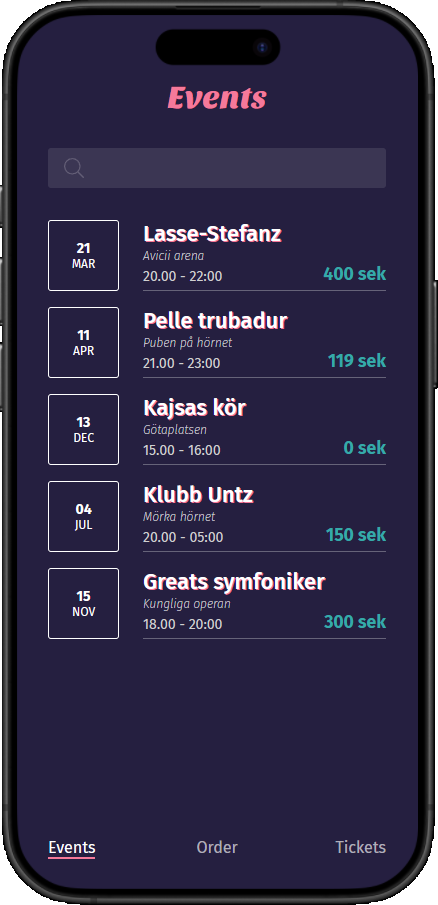 Events
21
MAR
Lasse-Stefanz
Avicii arena
20.00 - 22:00
400 sek
11
APR
Pelle trubadur
Puben på hörnet
21.00 - 23:00
119 sek
13
DEC
Kajsas kör
Götaplatsen
15.00 - 16:00
0 sek
04
JUL
Klubb Untz
Mörka hörnet
20.00 - 05:00
150 sek
15
NOV
Greats symfoniker
Kungliga operan
18.00 - 20:00
300 sek
Events Order Tickets